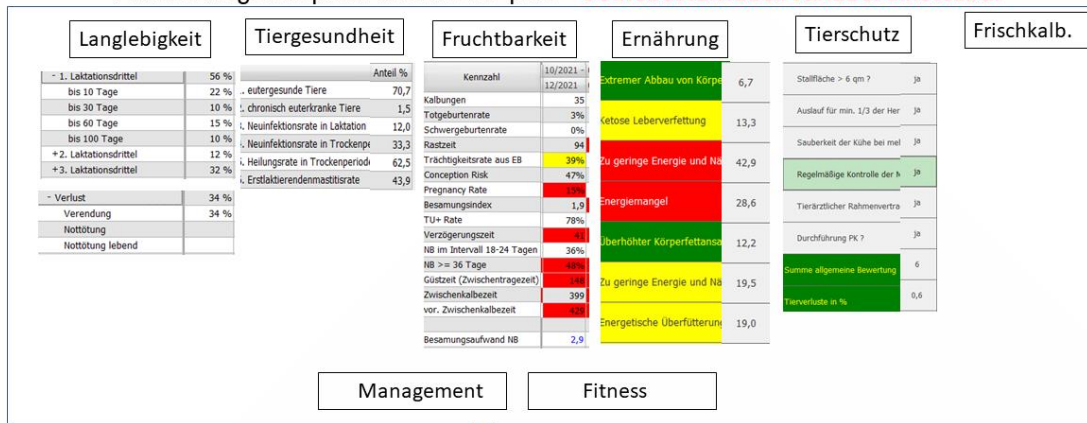 Langlebigkeit
Tiergesundheit
Fruchtbarkeit
Ernährung
Tierschutz
Frischkalb.
- 1. Laktationsdrittel 56 %
bis 10 Tage 22 %
bis 30 Tage 10 %
bis 60 Tage 15 %
bis 100 Tage 10 %
+2. Laktationsdrittel 12 %
+3. Laktationsdrittel 32 %
- Verlust 34 %
Verendung 34 %
Nottötung
Nottötung lebend
Anteil %
. eutergesunde Tiere 70,7
2. chronisch euterkranke Tiere 1,5
3. Neuinfektionsrate in Laktation 12,0
. Neuinfektionsrate in Trockenpe 33,3
5. Heilungsrate in Trockenperiod 62,5
5. Erstlaktierendenmastitisrate 43,9
Kennzahl 10/2021 -
12/2021
Kalbungen 35
Totgeburtenrate 3%
Schwergeburtenrate 0%
Rastzeit 94
Trächtigkeitsrate aus EB 39%
Conception Risk 47%
Pregnancy Rate 15%
Besamungsindex 1,9
TU+ Rate 78%
Verzögerungszeit 41
NB im Intervall 18-24 Tagen 36%
NB >= 36 Tage 48%
Güstzeit (Zwischentragezeit) 148
Zwischenkalbezeit 399
vor. Zwischenkalbezeit 429
Besamungsaufwand NB 2,9
Extremer Abbau von Körpe 6,7
Ketose Leberverfettung 13,3
Zu geringe Energie und Nä 42,9
Energiemangel 28,6
Überhöhter Körperfettansa 12,2
Zu geringe Energie und Nä 19,5
Energetische Überfütterung 19,0
Stallfläche > 6 qm ? ja
Auslauf für min. 1/3 der Her ja
Sauberkeit der Kühe bei mel ja
Regelmäßige Kontrolle der M ja
Tierärztlicher Rahmenvertra ja
Durchführung PK ? ja
Summe allgemeine Bewertung 6
Tierverluste in % 0,6
Management
Fitness